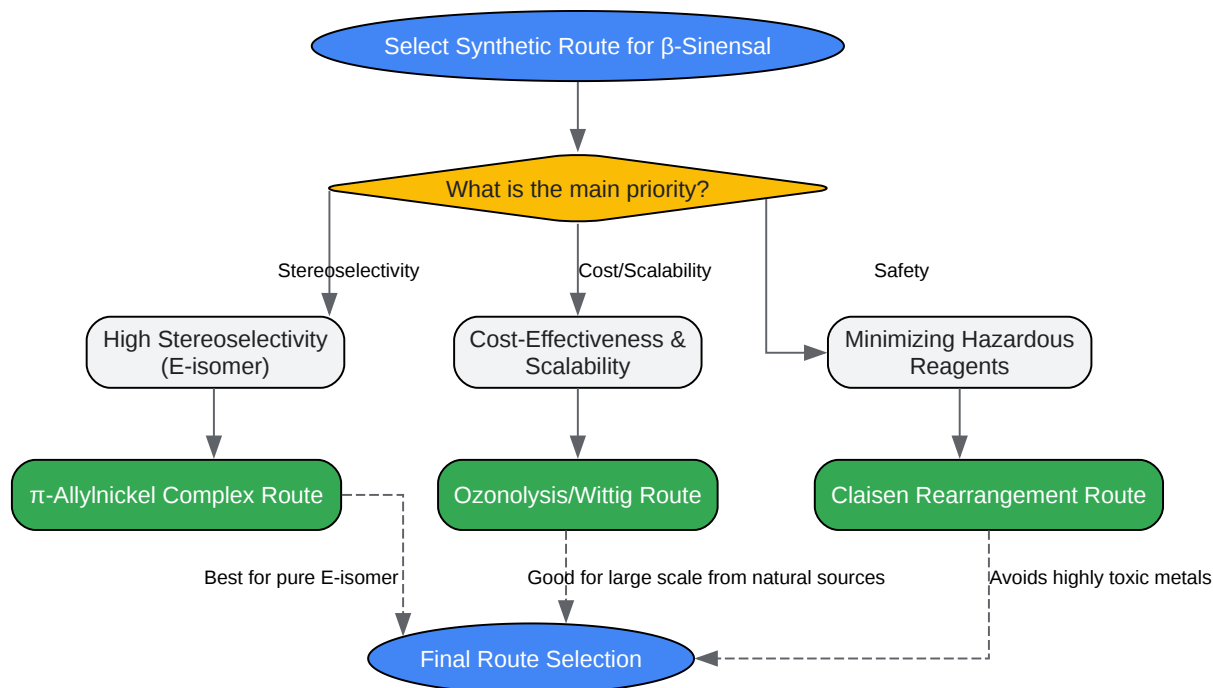 Select Synthetic Route for β-Sinensal
What is the main priority?
Stereoselectivity
Cost/Scalability
Safety
High Stereoselectivity
(E-isomer)
Cost-Effectiveness &
Scalability
Minimizing Hazardous
Reagents
π-Allylnickel Complex Route
Ozonolysis/Wittig Route
Claisen Rearrangement Route
Best for pure E-isomer
Good for large scale from natural sources
Avoids highly toxic metals
Final Route Selection